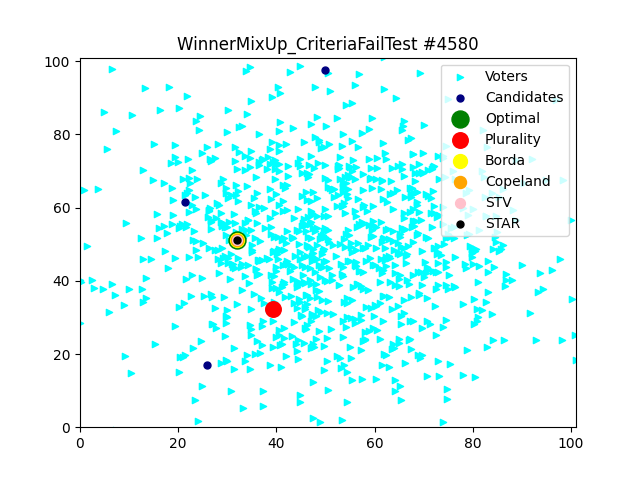 WinnerMixUp_CriteriaFailTest #4580
100
80
60
40
20
0
0 20 40 60 80 100
Voters
Candidates
Optimal
Plurality
Borda
Copeland
STV
STAR